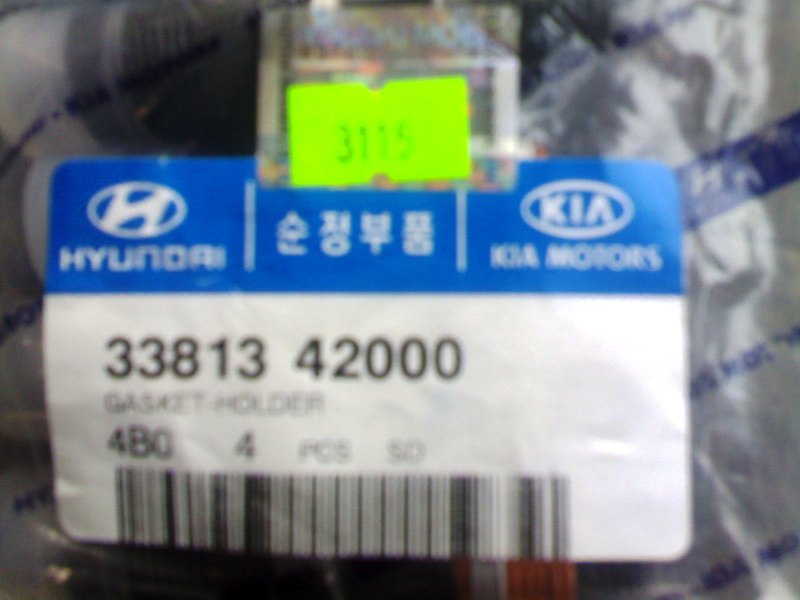 3115
HYUNDAI
순정부품
KIA
KIA MOTORS
33813 42000
GASKET-HOLDER
4B0 4 PCS SD